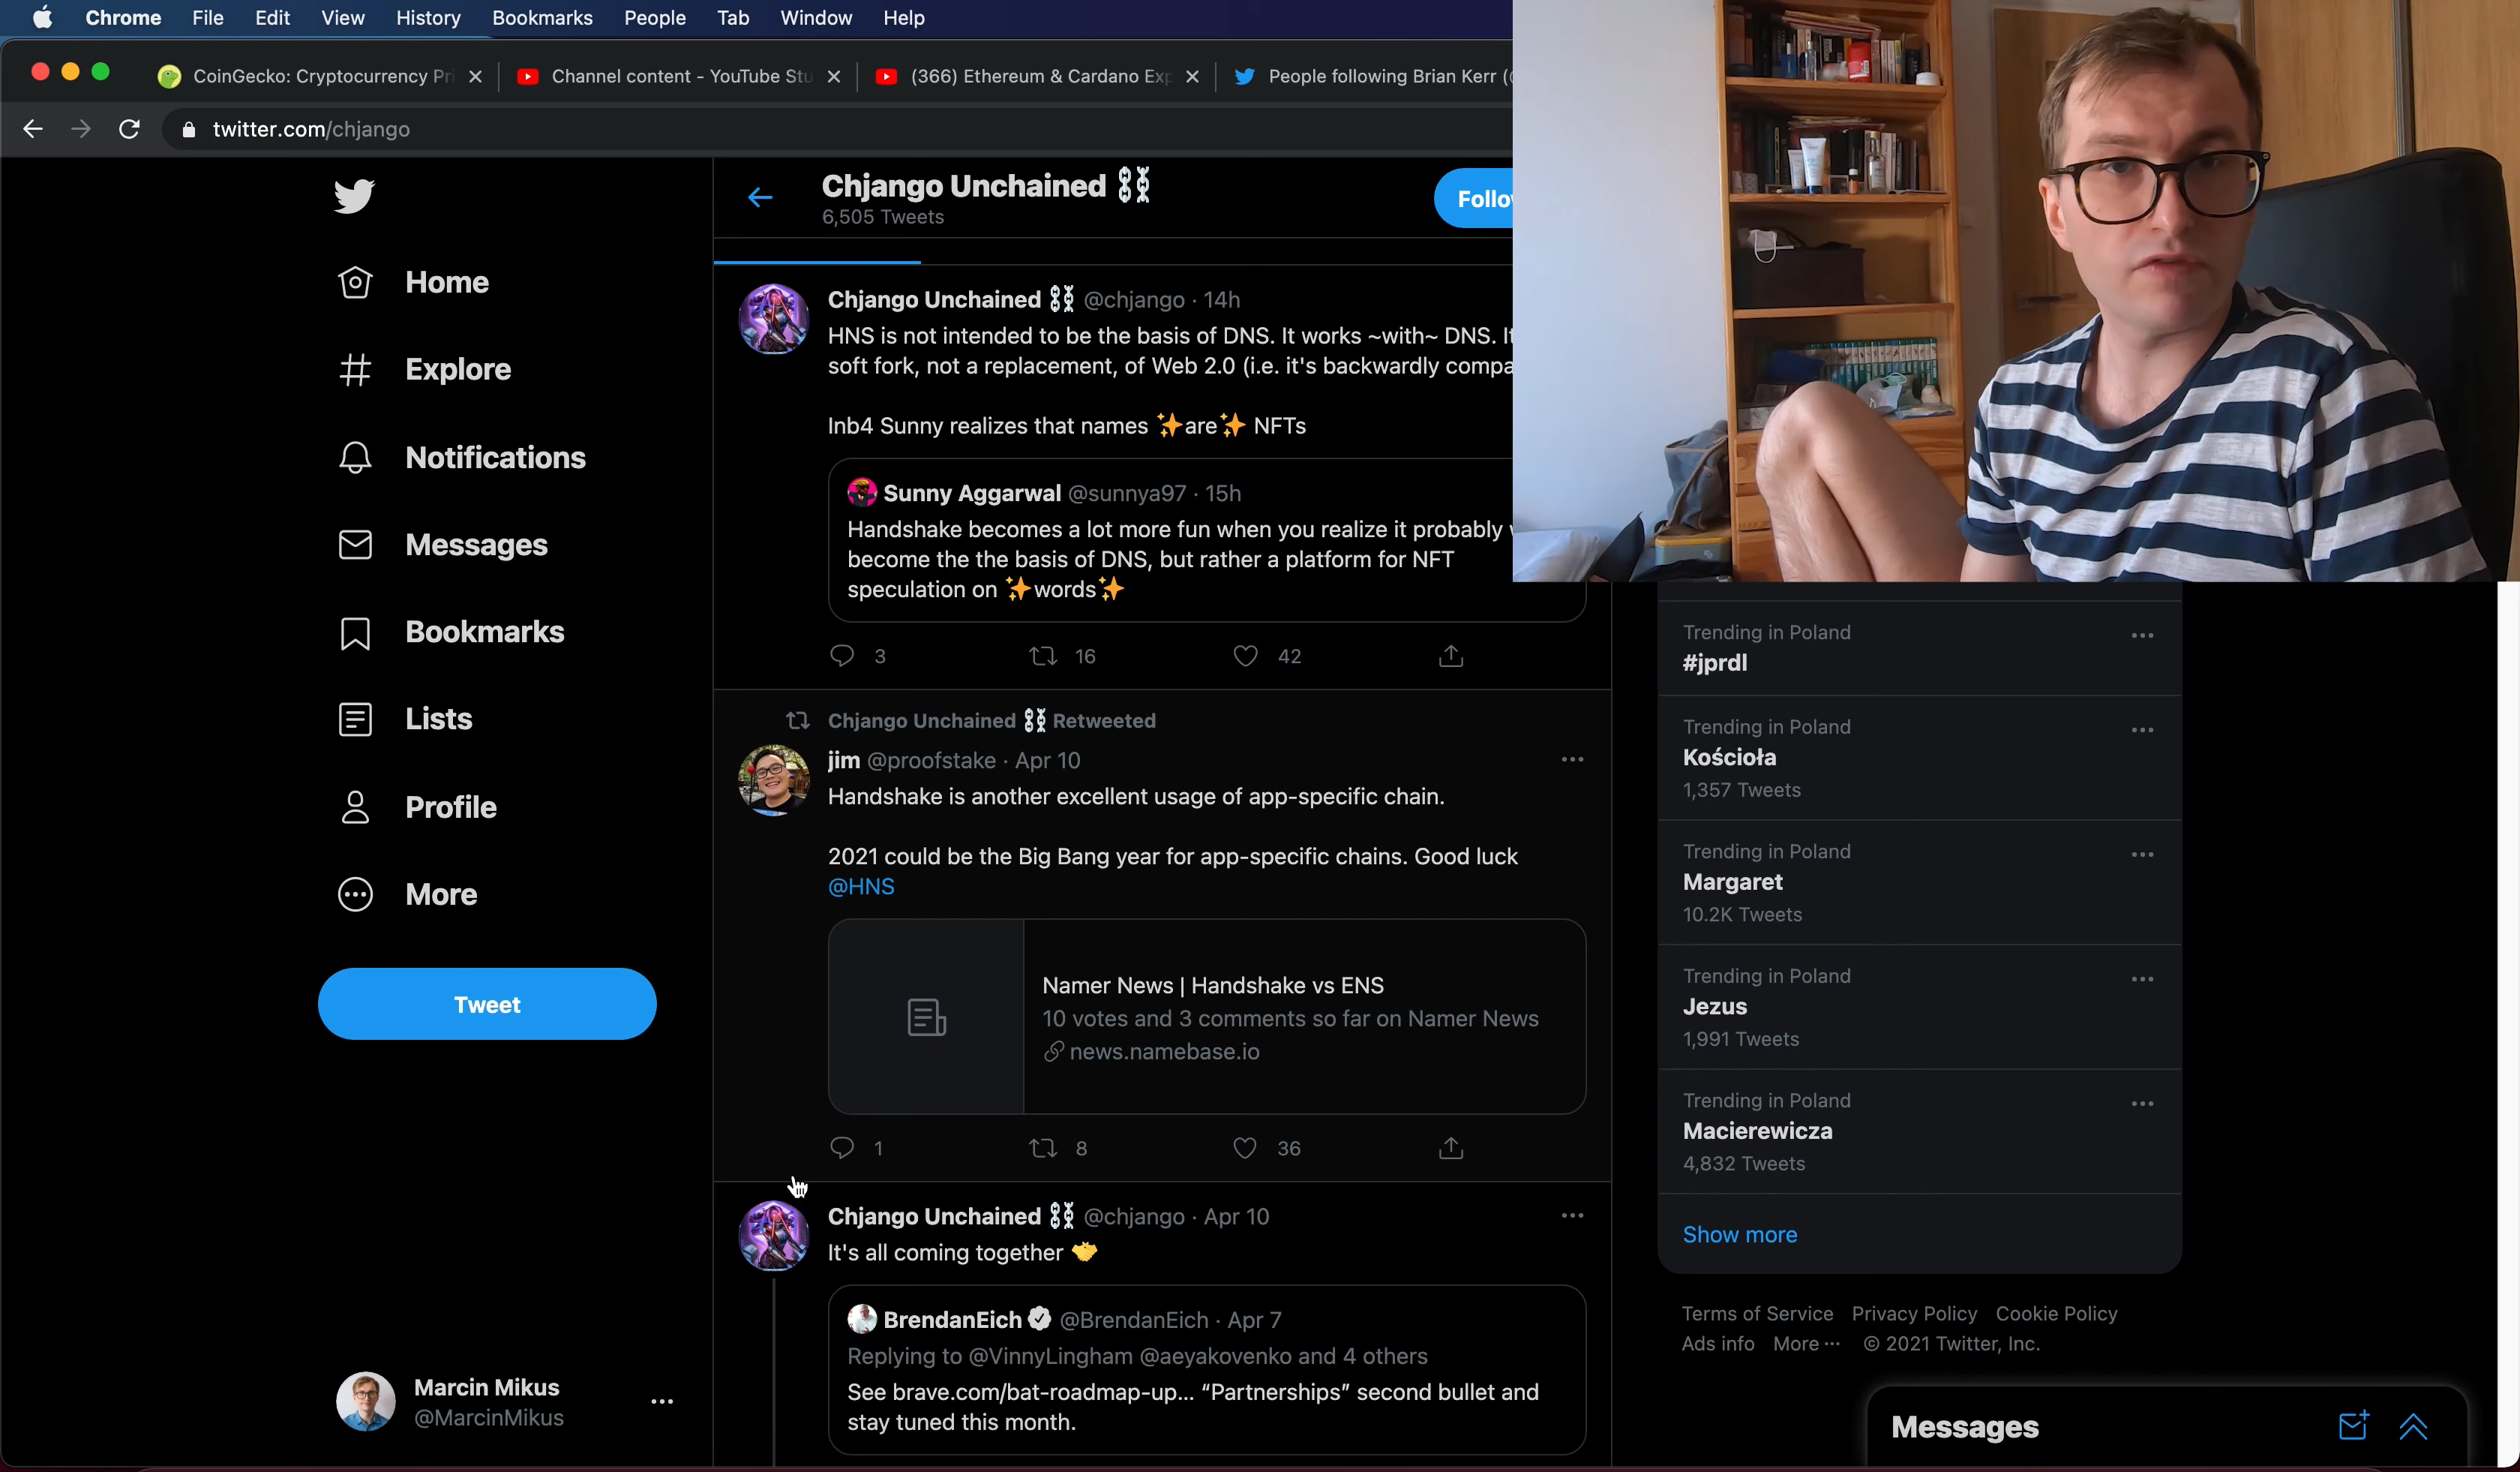 Chrome File Edit View History Bookmarks People Tab Window Help
CoinGecko: Cryptocurrency Pri
Channel content - YouTube Stu
(366) Ethereum & Cardano Exp
People following Brian Kerr (
twitter.com/chjango
Home
Explore
Notifications
Messages
Bookmarks
Lists
Profile
More
Tweet
Marcin Mikus
@MarcinMikus
Chjango Unchained
6,505 Tweets
Follo
Chjango Unchained @chjango · 14h
HNS is not intended to be the basis of DNS. It works ~with~ DNS. It
soft fork, not a replacement, of Web 2.0 (i.e. it's backwardly compa
Inb4 Sunny realizes that names ✨are✨ NFTs
Sunny Aggarwal @sunnya97 · 15h
Handshake becomes a lot more fun when you realize it probably
become the the basis of DNS, but rather a platform for NFT
speculation on ✨words✨
3 16 42
Chjango Unchained Retweeted
jim @proofstake · Apr 10
Handshake is another excellent usage of app-specific chain.
2021 could be the Big Bang year for app-specific chains. Good luck
@HNS
Namer News | Handshake vs ENS
10 votes and 3 comments so far on Namer News
news.namebase.io
1 8 36
Chjango Unchained @chjango · Apr 10
It's all coming together 🤝
BrendanEich @BrendanEich · Apr 7
Replying to @VinnyLingham @aeyakovenko and 4 others
See brave.com/bat-roadmap-up... “Partnerships” second bullet and
stay tuned this month.
Trending in Poland
#jprdl
Trending in Poland
Kościoła
1,357 Tweets
Trending in Poland
Margaret
10.2K Tweets
Trending in Poland
Jezus
1,991 Tweets
Trending in Poland
Macierewicza
4,832 Tweets
Show more
Terms of Service Privacy Policy Cookie Policy
Ads info More ··· © 2021 Twitter, Inc.
Messages